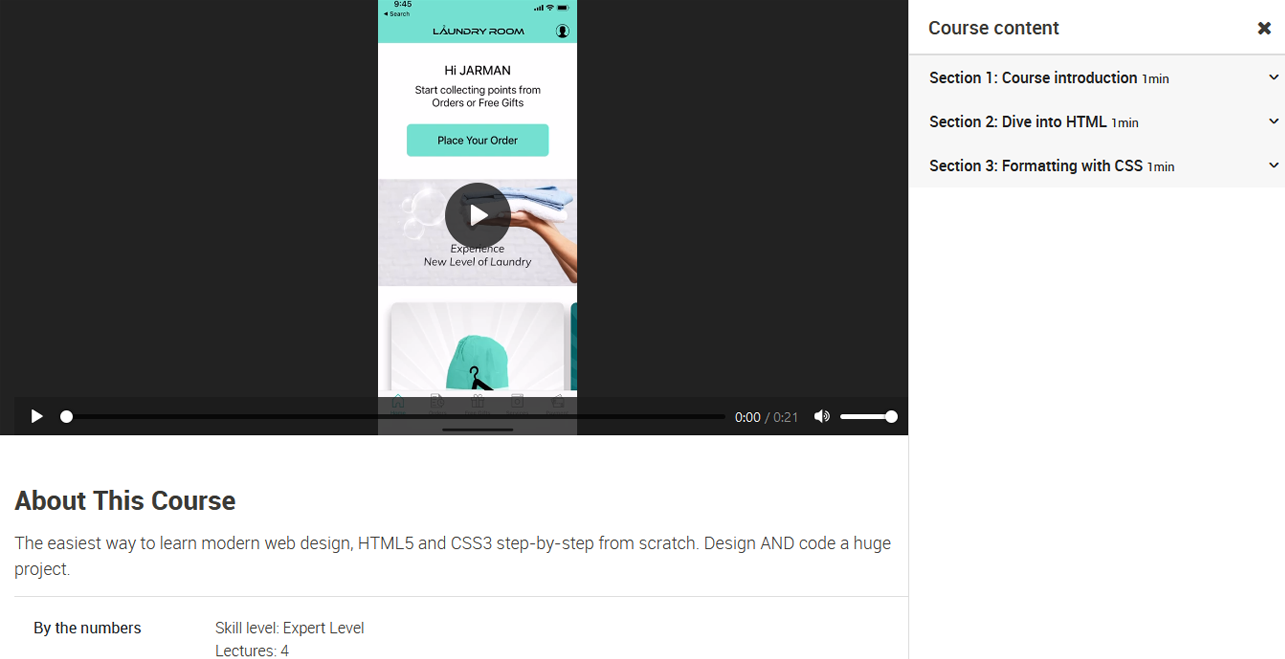 9:45
Search
LAUNDRY ROOM
Hi JARMAN
Start collecting points from
Orders or Free Gifts
Place Your Order
Experience
New Level of Laundry
0:00 / 0:21
Course content
Section 1: Course introduction 1min
Section 2: Dive into HTML 1min
Section 3: Formatting with CSS 1min
About This Course
The easiest way to learn modern web design, HTML5 and CSS3 step-by-step from scratch. Design AND code a huge
project.
By the numbers
Skill level: Expert Level
Lectures: 4